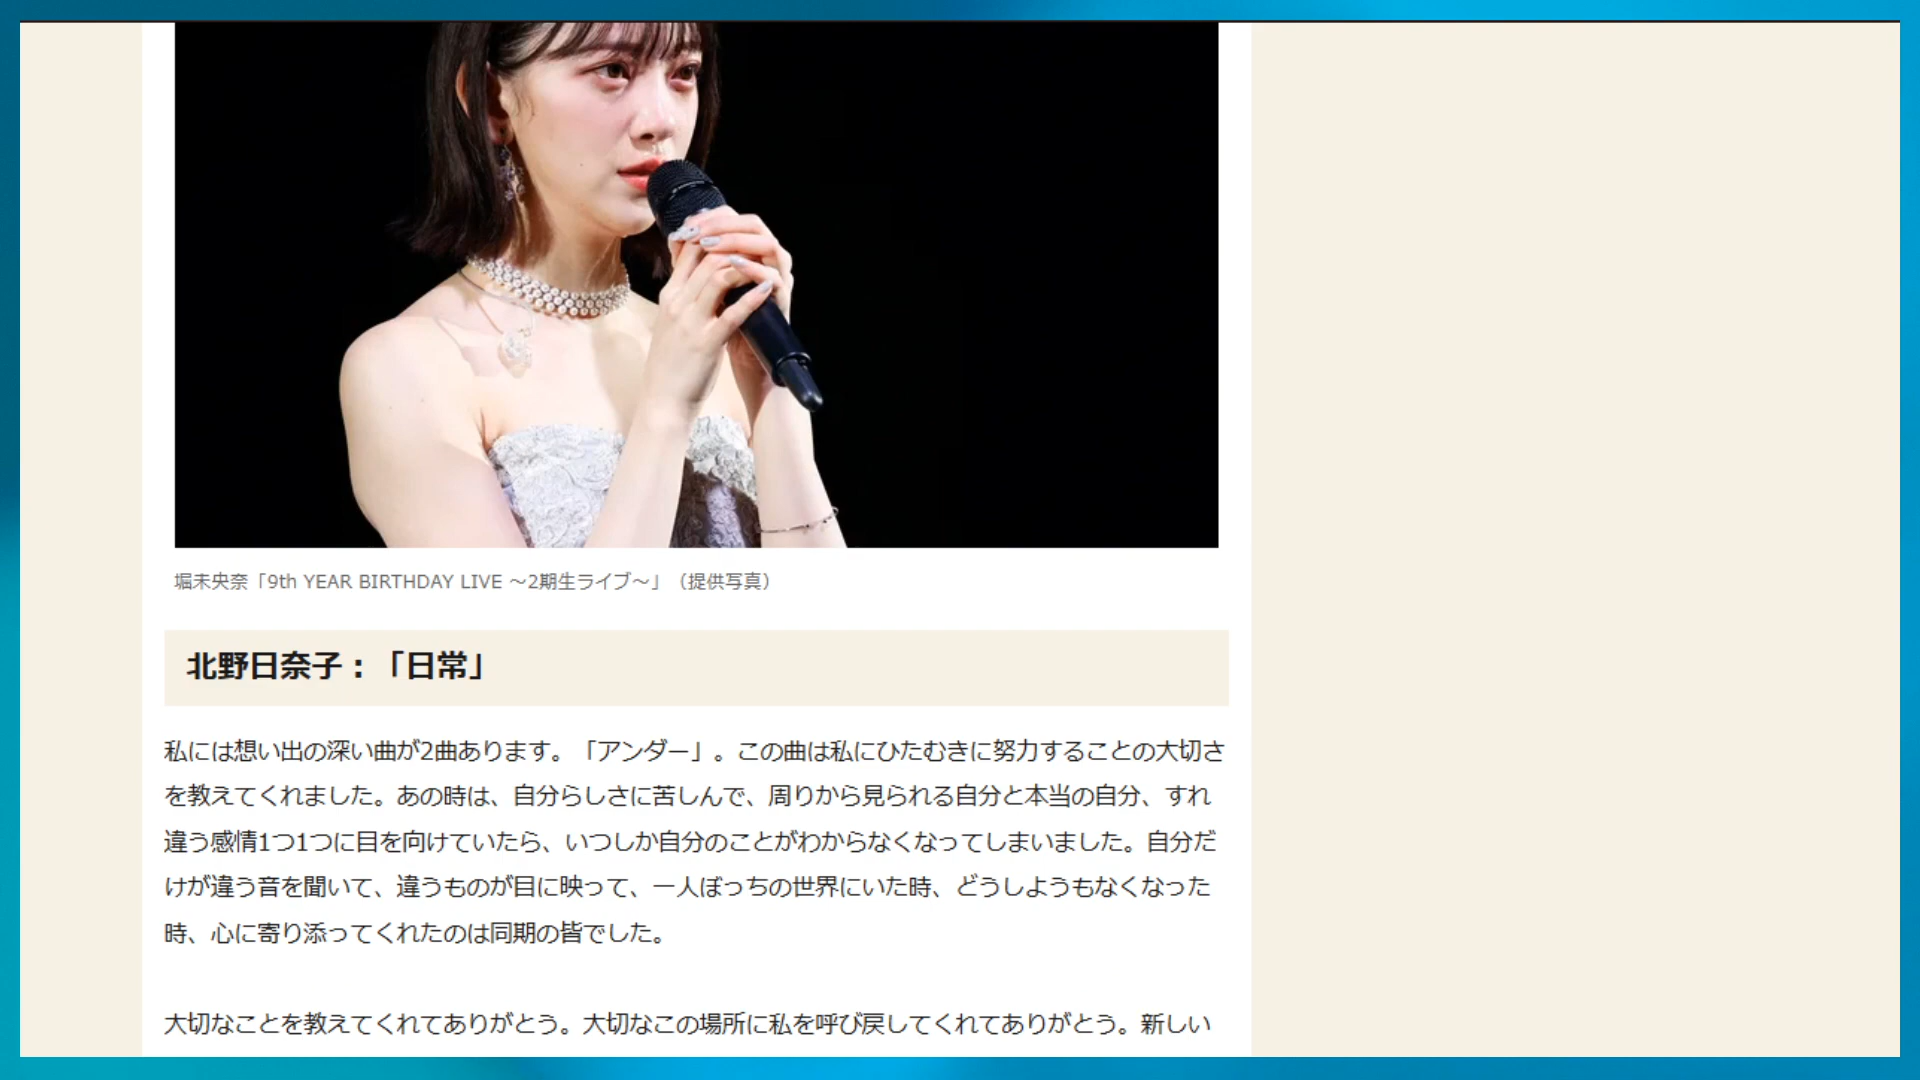 堀未央奈「9th YEAR BIRTHDAY LIVE ～2期生ライブ～」（提供写真）
北野日奈子：「日常」
私には想い出の深い曲が2曲あります。「アンダー」。この曲は私にひたむきに努力することの大切さ
を教えてくれました。あの時は、自分らしさに苦しんで、周りから見られる自分と本当の自分、すれ
違う感情1つ1つに目を向けていたら、いつしか自分のことがわからなくなってしまいました。自分だ
けが違う音を聞いて、違うものが目に映って、一人ぼっちの世界にいた時、どうしようもなくなった
時、心に寄り添ってくれたのは同期の皆でした。
大切なことを教えてくれてありがとう。大切なこの場所に私を呼び戻してくれてありがとう。新しい